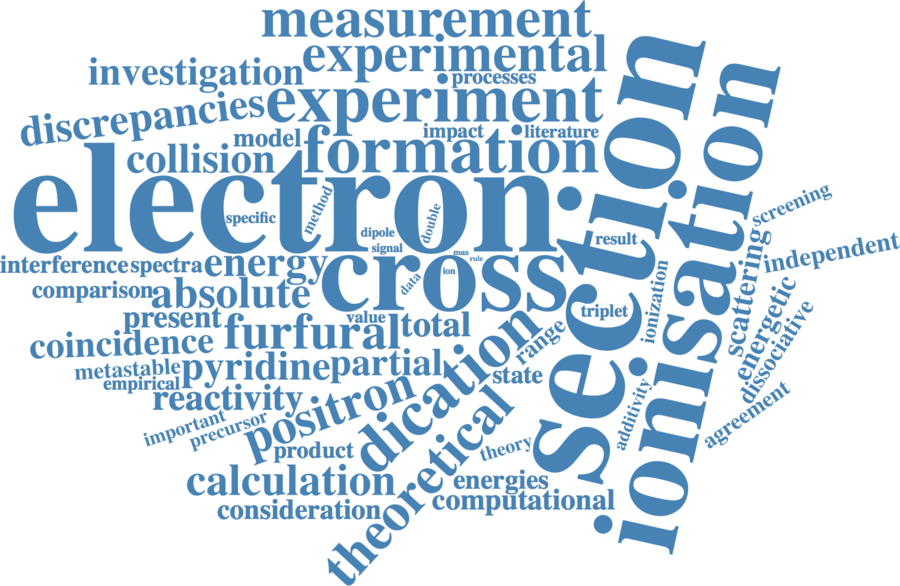 measurement
experimental
investigation
processes
experiment
discrepancies
model
impact
literature
formation
collision
electron
section
ionisation
specific
method
dipole
double
signal
mas
rule
ion
data
result
screening
independent
interference
spectra
energy
cross
comparison
absolute
triplet
ionization
scattering
energetic
dissociative
present
value
total
furfural
coincidence
range
metastable
empirical
pyridine
partial
state
reactivity
positron
dication
additivity
agreement
important
precursor
product
theory
theoretical
calculation
energies
computational
consideration